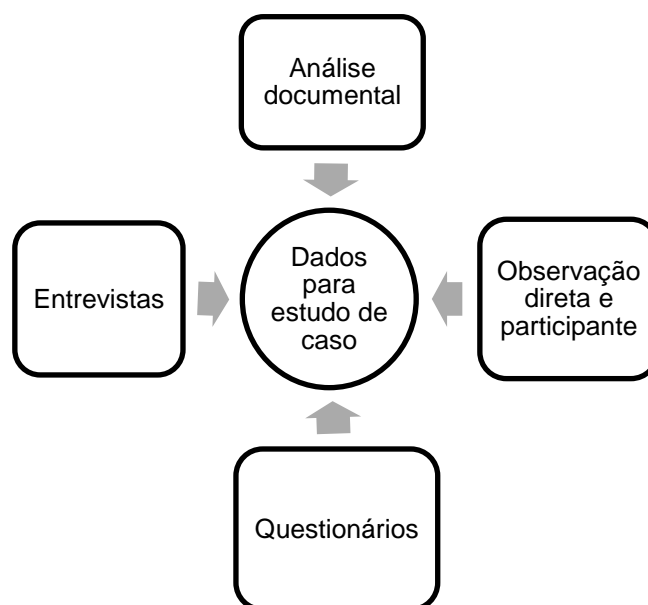 Análise
documental
Entrevistas
Dados
para
estudo de
caso
Observação
direta e
participante
Questionários